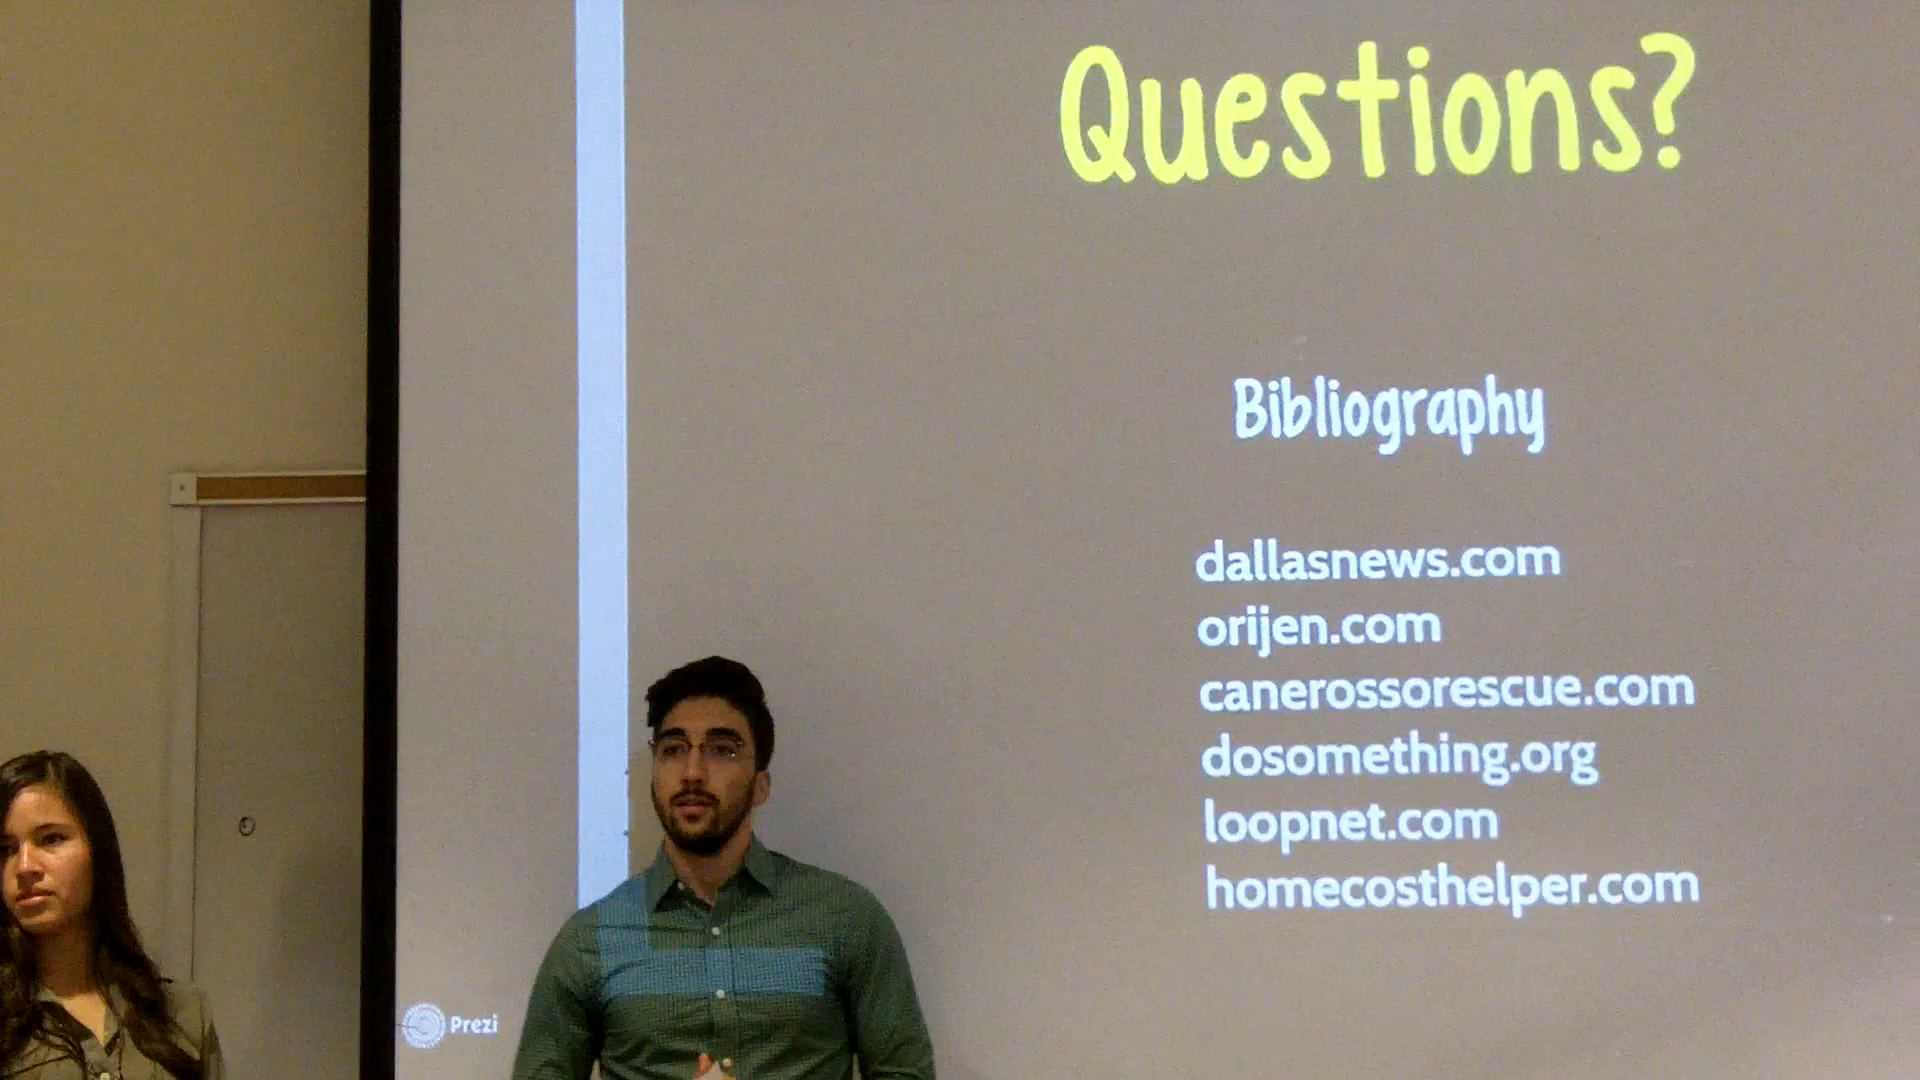 Questions?
Bibliography
dallasnews.com
orijen.com
canerossorescue.com
dosomething.org
loopnet.com
homecosthelper.com
Prezi